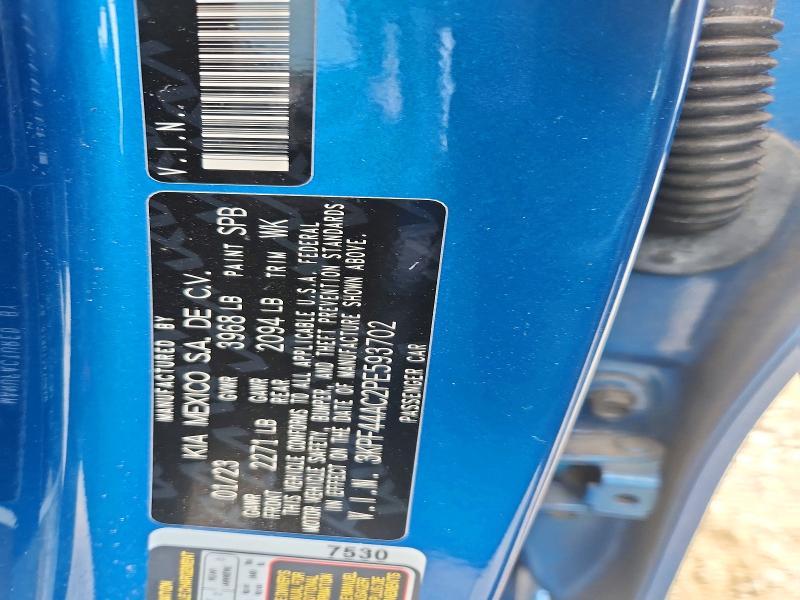 V.I.N.
MANUFACTURED BY
KIA MEXICO S.A. DE C.V.
01/23 GVWR 3968 LB PAINT SPB
GAWR FRONT 2771 LB GAWR REAR 2094 LB TRIM WK
THIS VEHICLE CONFORMS TO ALL APPLICABLE U.S.A. FEDERAL
MOTOR VEHICLE SAFETY, BUMPER, AND THEFT PREVENTION STANDARDS
IN EFFECT ON THE DATE OF MANUFACTURE SHOWN ABOVE.
V.I.N. 3KPF44AC2PE593702
PASSENGER CAR
7530